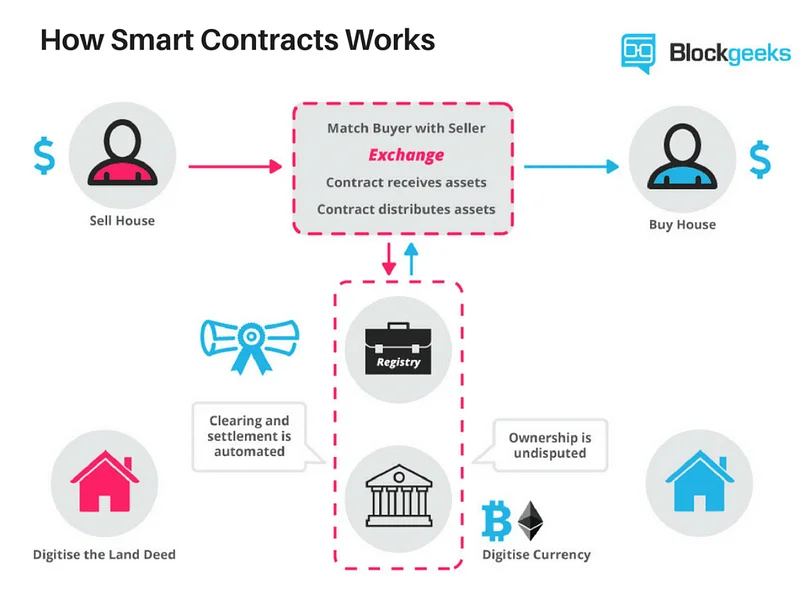 How Smart Contracts Works
Blockgeeks
Match Buyer with Seller
Exchange
Contract receives assets
Contract distributes assets
$
$
Sell House
Buy House
Registry
Clearing and
settlement is
automated
Ownership is
undisputed
Digitise the Land Deed
Digitise Currency